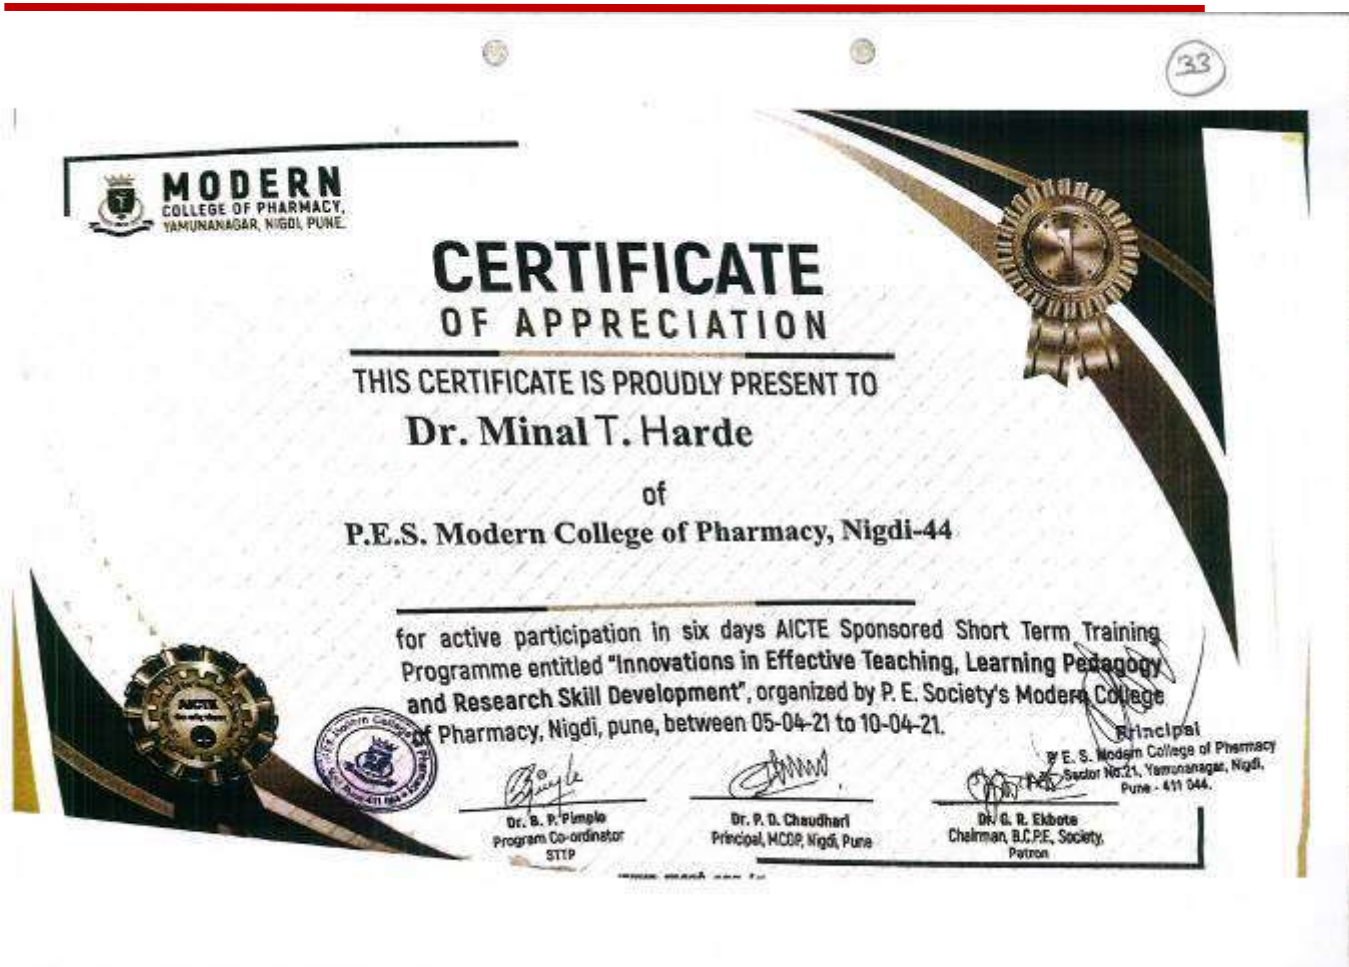 33
MODERN
COLLEGE OF PHARMACY,
YAMUNANAGAR, NIGDI, PUNE.
CERTIFICATE
OF APPRECIATION
THIS CERTIFICATE IS PROUDLY PRESENT TO
Dr. Minal T. Harde
of
P.E.S. Modern College of Pharmacy, Nigdi-44
for active participation in six days AICTE Sponsored Short Term Training
Programme entitled "Innovations in Effective Teaching, Learning Pedagogy
and Research Skill Development", organized by P. E. Society's Modern College
of Pharmacy, Nigdi, pune, between 05-04-21 to 10-04-21.
AICTE
Modern College of Pharmacy
Principal
P. E. S. Modern College of Pharmacy
Sector No.21, Yamunanagar, Nigdi,
Pune - 411 044.
Dr. B. P. Pimple
Program Co-ordinator
STTP
Dr. P. D. Chaudhari
Principal, MCOP, Nigdi, Pune
Dr. G. R. Ekbote
Chairman, B.C.P.E. Society,
Patron